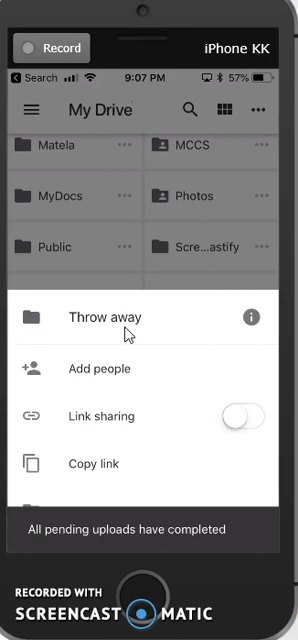 Record
iPhone KK
Search
9:07 PM
57%
My Drive
Matela
MCCS
MyDocs
Photos
Public
Scre...astify
Throw away
Add people
Link sharing
Copy link
All pending uploads have completed
RECORDED WITH
SCREENCAST MATIC